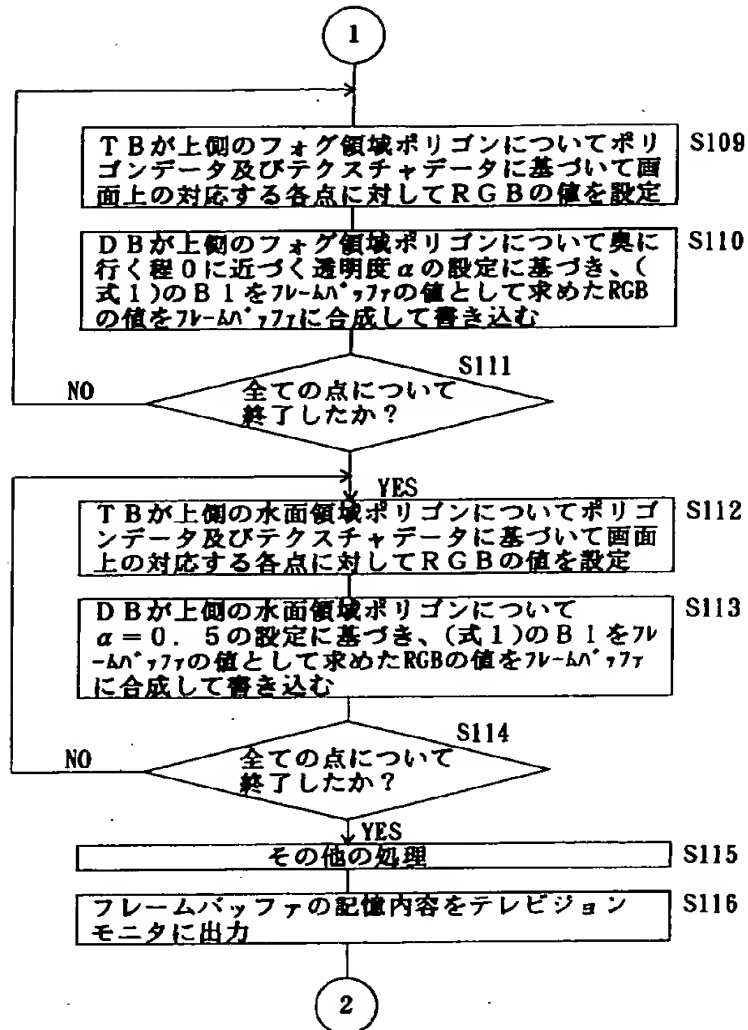 1
TBが上側のフォグ領域ポリゴンについてポリ
ゴンデータ及びテクスチャデータに基づいて画
面上の対応する各点に対してRGBの値を設定
S109
DBが上側のフォグ領域ポリゴンについて奥に
行く程0に近づく透明度αの設定に基づき、(
式1)のB1をフレームバッファの値として求めたRGB
の値をフレームバッファに合成して書き込む
S110
S111
NO
全ての点について
終了したか?
YES
TBが上側の水面領域ポリゴンについてポリゴ
ンデータ及びテクスチャデータに基づいて画面
上の対応する各点に対してRGBの値を設定
S112
DBが上側の水面領域ポリゴンについて
α=0.5の設定に基づき、(式1)のB1をフレ
ームバッファの値として求めたRGBの値をフレームバッファ
に合成して書き込む
S113
S114
NO
全ての点について
終了したか?
YES
その他の処理
S115
フレームバッファの記憶内容をテレビジョン
モニタに出力
S116
2